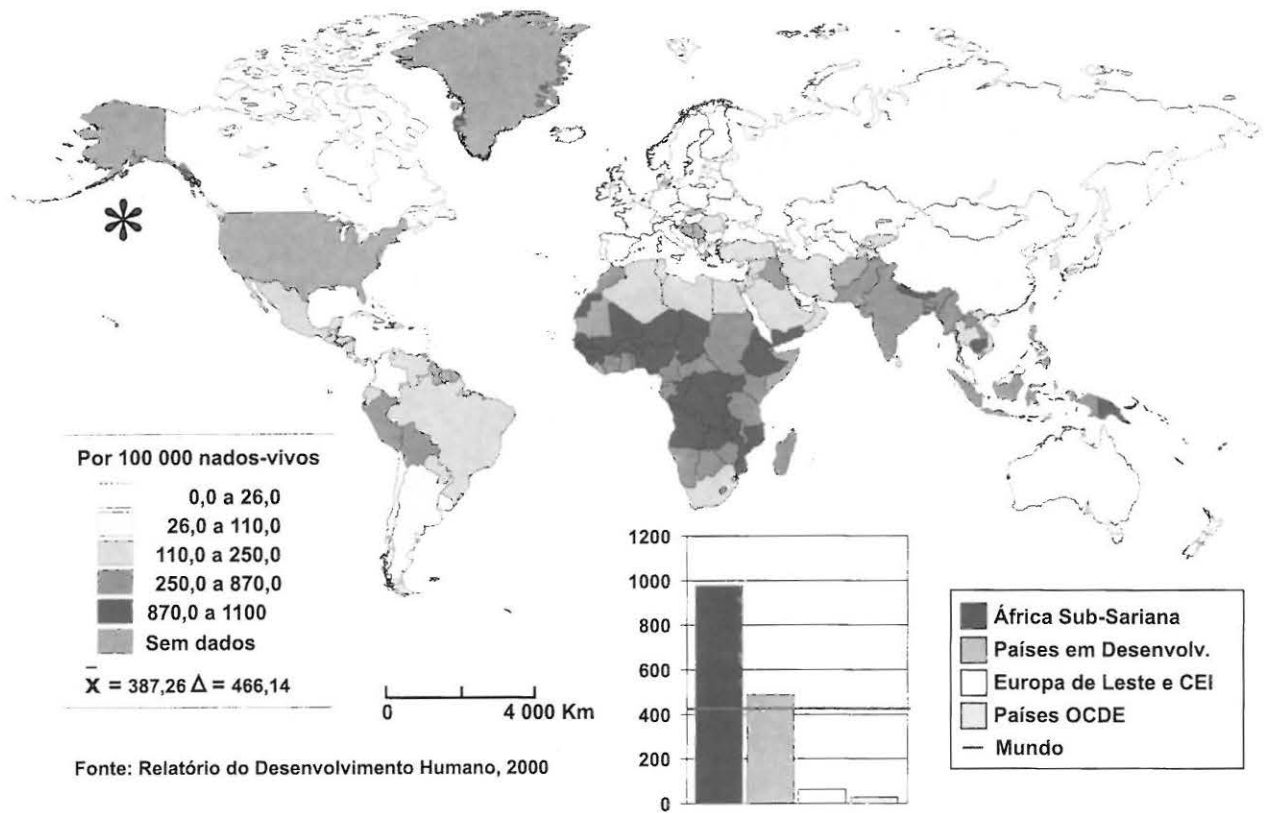 Por 100 000 nados-vivos
0,0 a 26,0
26,0 a 110,0
110,0 a 250,0
250,0 a 870,0
870,0 a 1100
Sem dados
x̄ = 387,26 Δ = 466,14
0 4 000 Km
Fonte: Relatório do Desenvolvimento Humano, 2000
1200
1000
800
600
400
200
0
África Sub-Sariana
Países em Desenvolv.
Europa de Leste e CEI
Países OCDE
Mundo